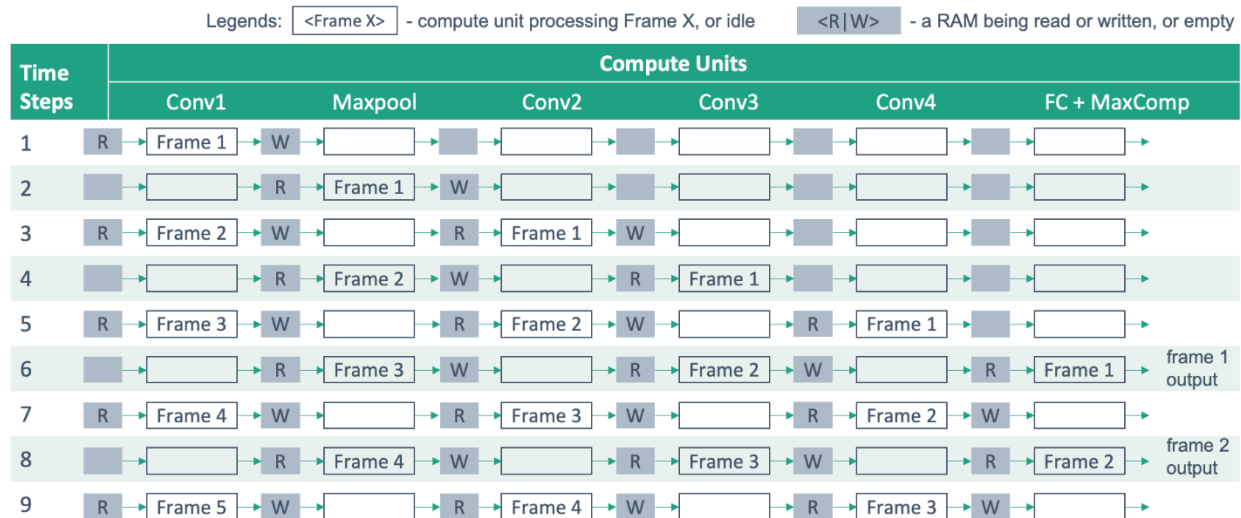 Legends: <Frame X> - compute unit processing Frame X, or idle <R|W> - a RAM being read or written, or empty
Time Steps Compute Units
Conv1 Maxpool Conv2 Conv3 Conv4 FC + MaxComp
1 R Frame 1 W
2 R Frame 1 W
3 R Frame 2 W R Frame 1 W
4 R Frame 2 W R Frame 1
5 R Frame 3 W R Frame 2 W R Frame 1
6 R Frame 3 W R Frame 2 W R Frame 1 frame 1 output
7 R Frame 4 W R Frame 3 W R Frame 2 W
8 R Frame 4 W R Frame 3 W R Frame 2 frame 2 output
9 R Frame 5 W R Frame 4 W R Frame 3 W